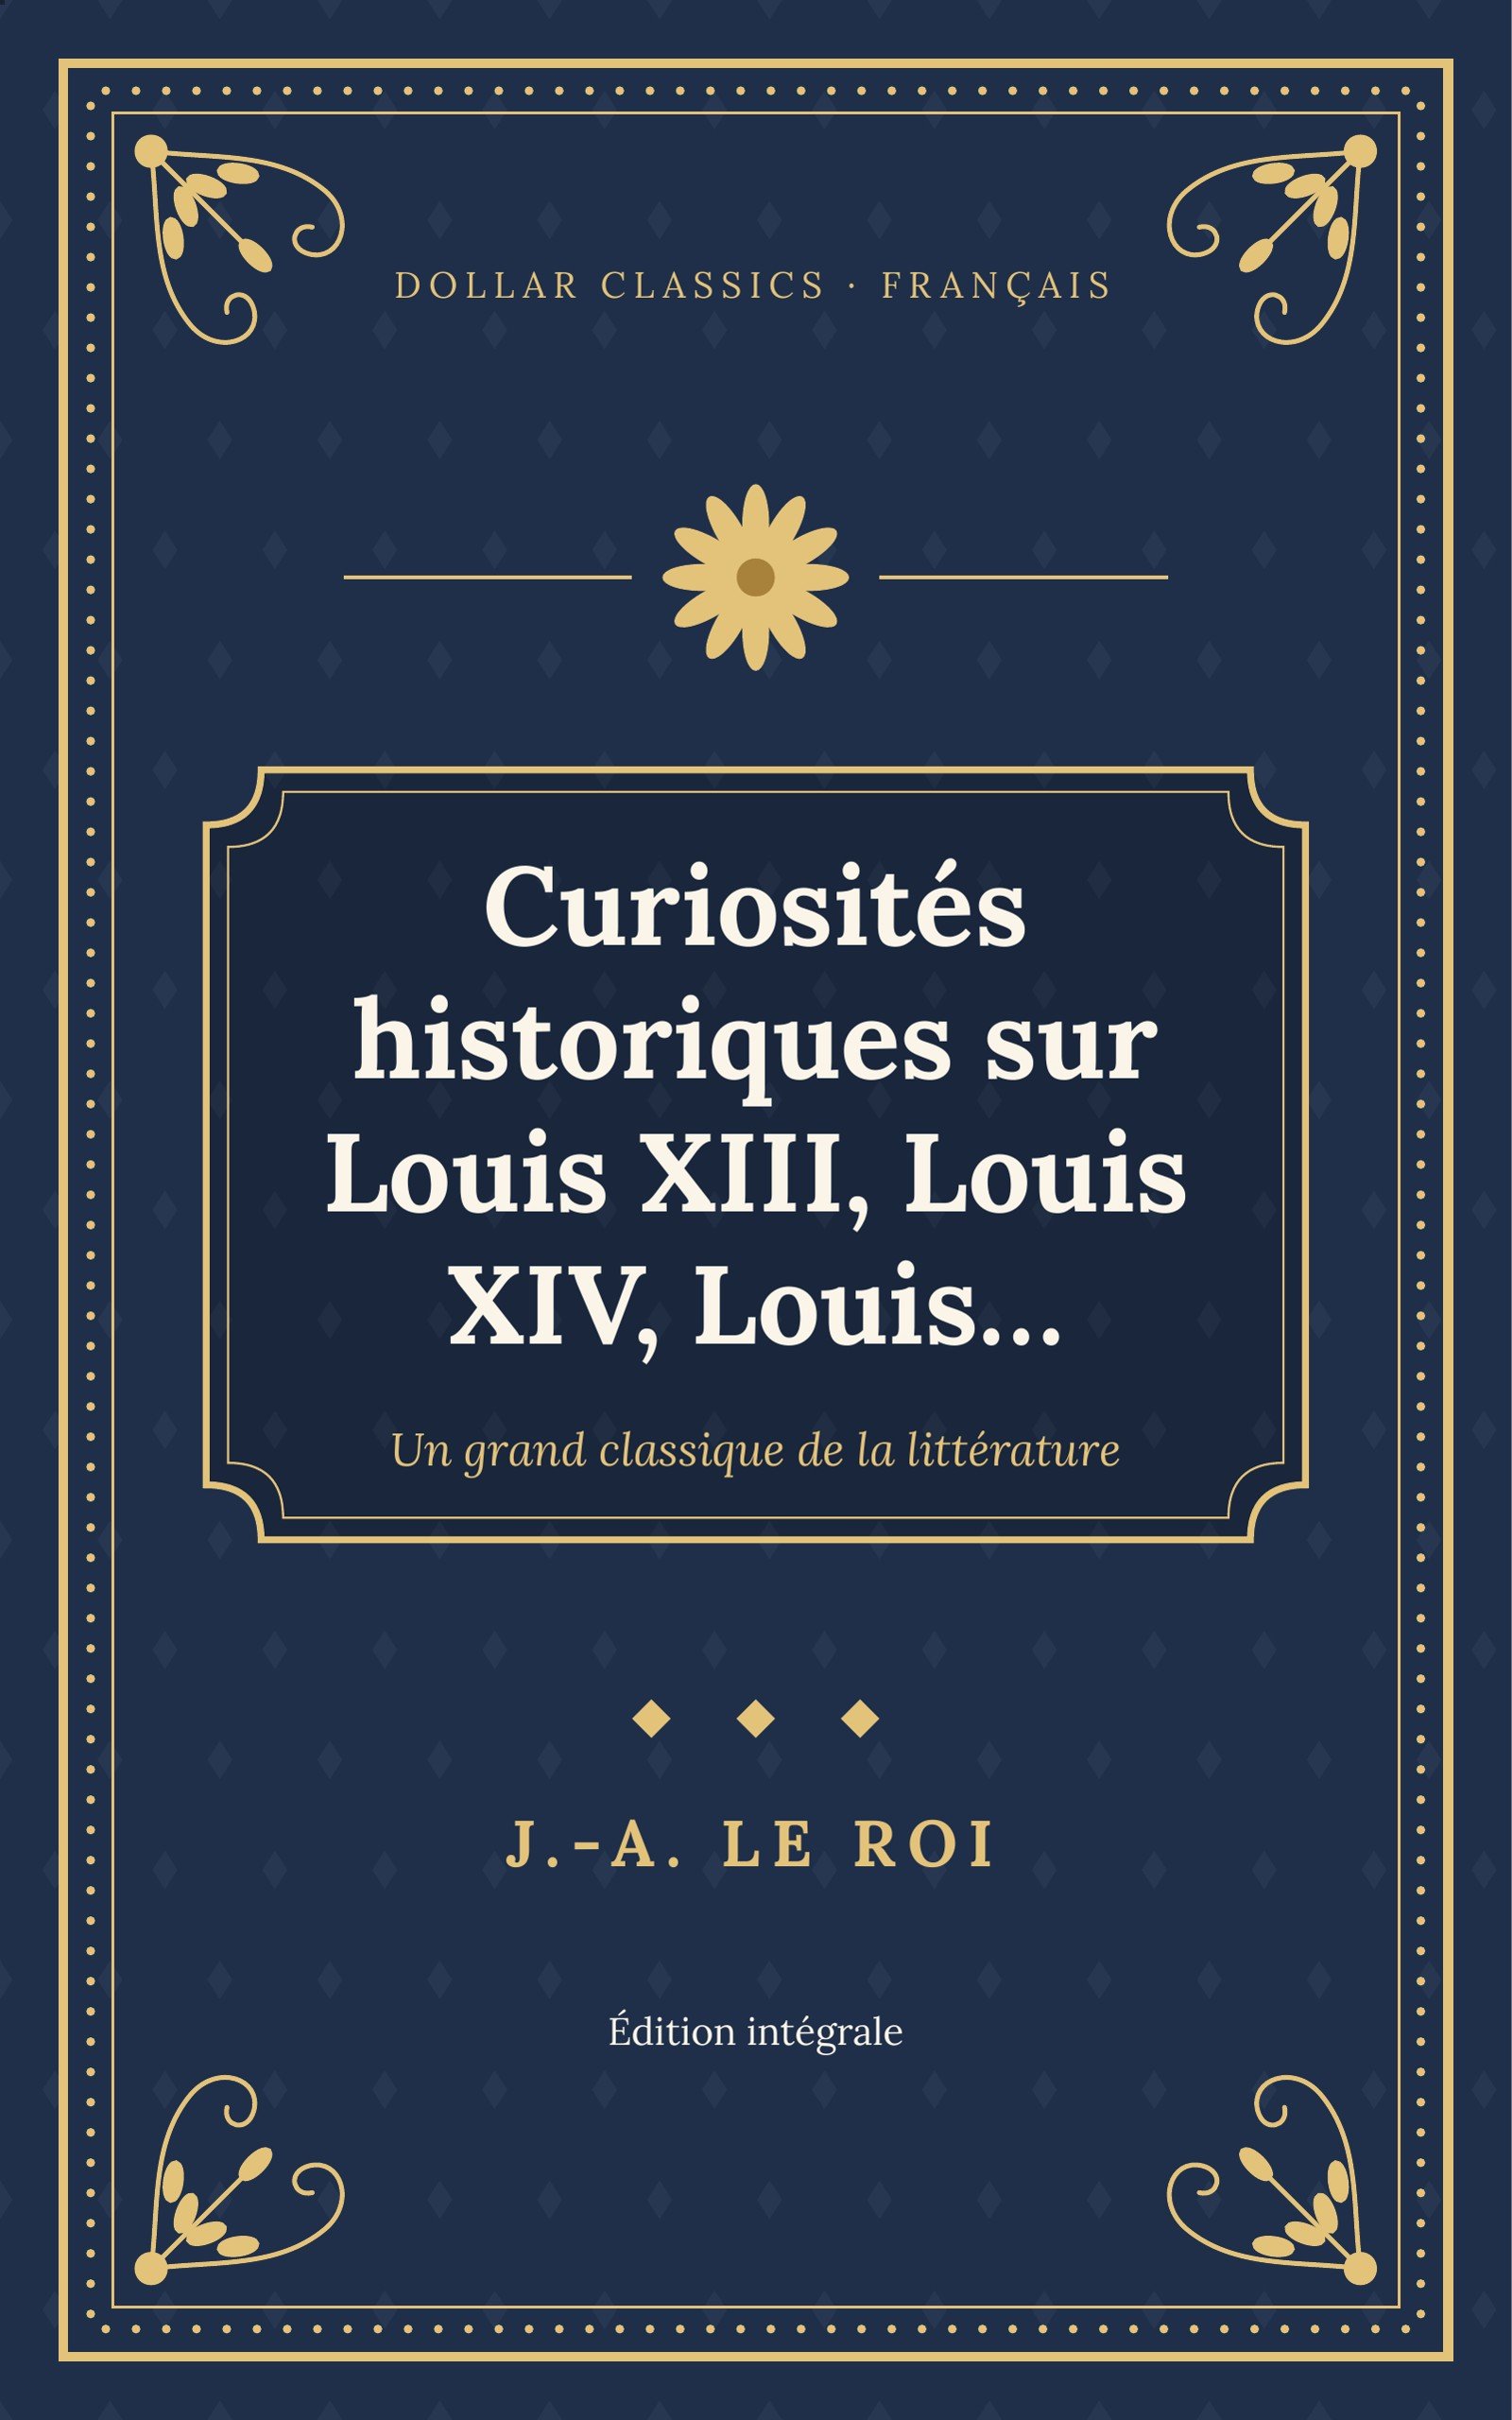 DOLLAR CLASSICS · FRANÇAIS
Curiosités
historiques sur
Louis XIII, Louis
XIV, Louis...
Un grand classique de la littérature
J.-A. LE ROI
Édition intégrale